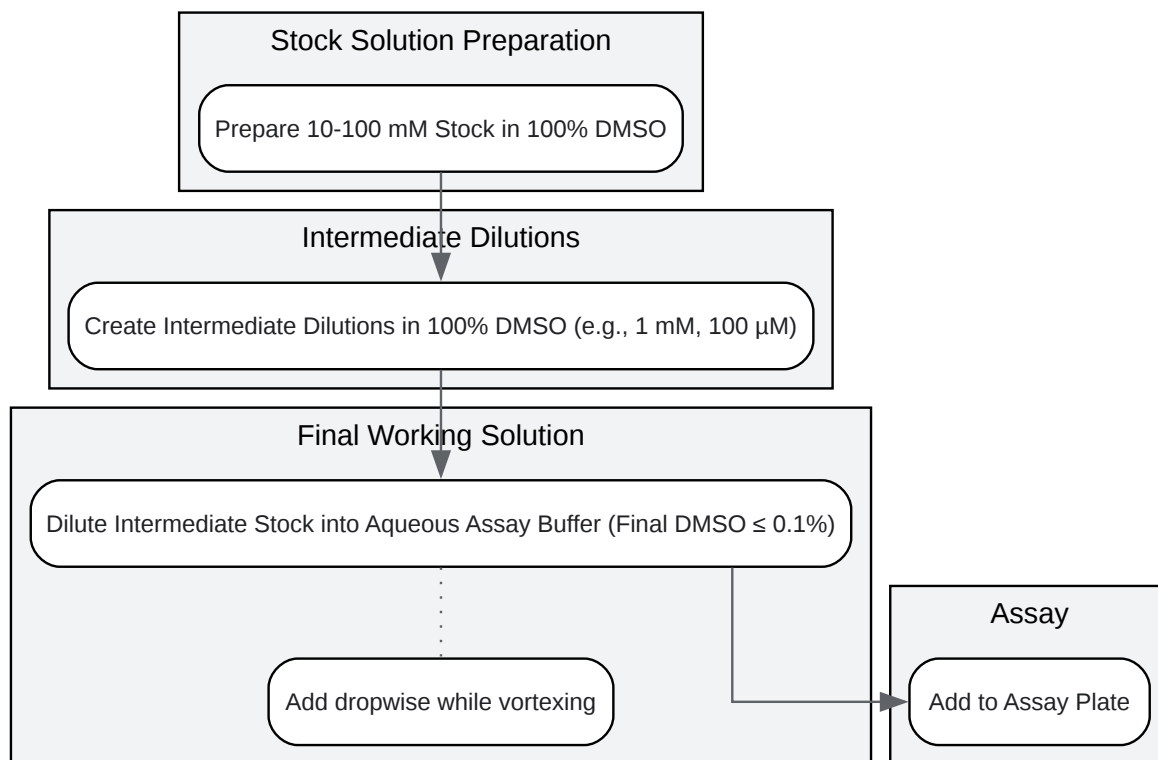 Stock Solution Preparation
Prepare 10-100 mM Stock in 100% DMSO
Intermediate Dilutions
Create Intermediate Dilutions in 100% DMSO (e.g., 1 mM, 100 µM)
Final Working Solution
Dilute Intermediate Stock into Aqueous Assay Buffer (Final DMSO ≤ 0.1%)
Assay
Add dropwise while vortexing
Add to Assay Plate